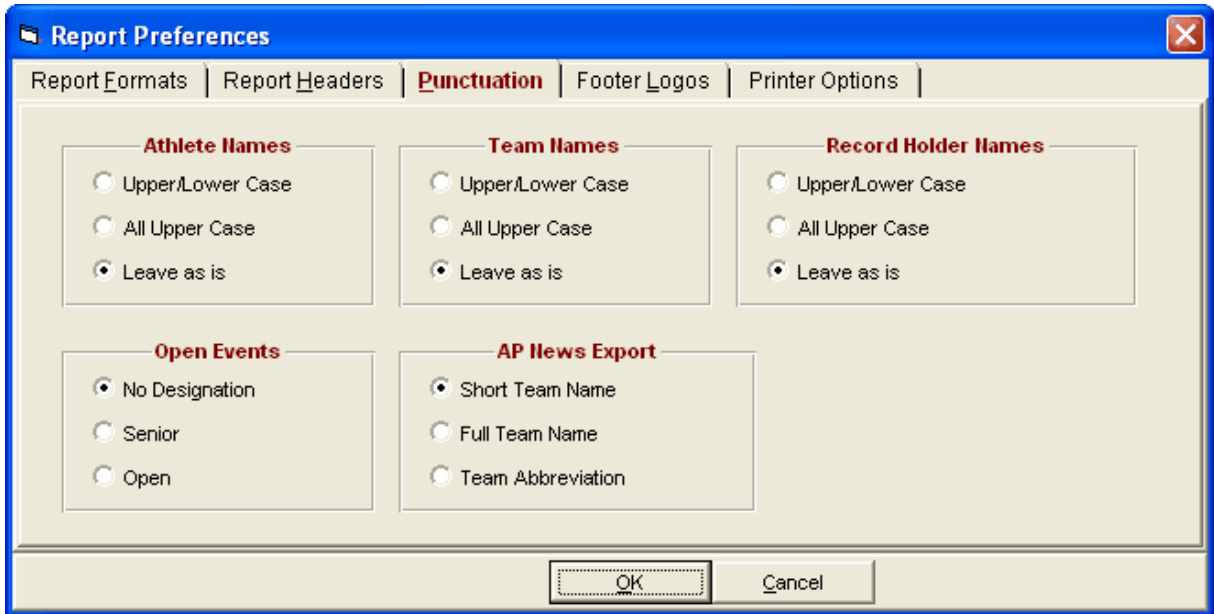 Report Preferences
Report Formats
Report Headers
Punctuation
Footer Logos
Printer Options
Athlete Names
Upper/Lower Case
All Upper Case
Leave as is
Team Names
Upper/Lower Case
All Upper Case
Leave as is
Record Holder Names
Upper/Lower Case
All Upper Case
Leave as is
Open Events
No Designation
Senior
Open
AP News Export
Short Team Name
Full Team Name
Team Abbreviation
OK
Cancel